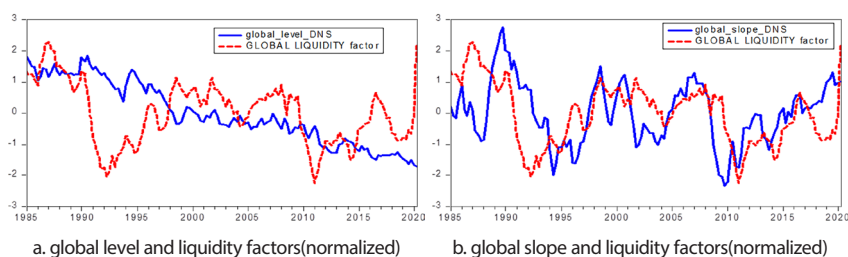 3
2
1
0
-1
-2
-3
1985 1990 1995 2000 2005 2010 2015 2020
global_level_DNS
GLOBAL LIQUIDITY factor
a. global level and liquidity factors(normalized)
3
2
1
0
-1
-2
-3
1985 1990 1995 2000 2005 2010 2015 2020
global_slope_DNS
GLOBAL LIQUIDITY factor
b. global slope and liquidity factors(normalized)